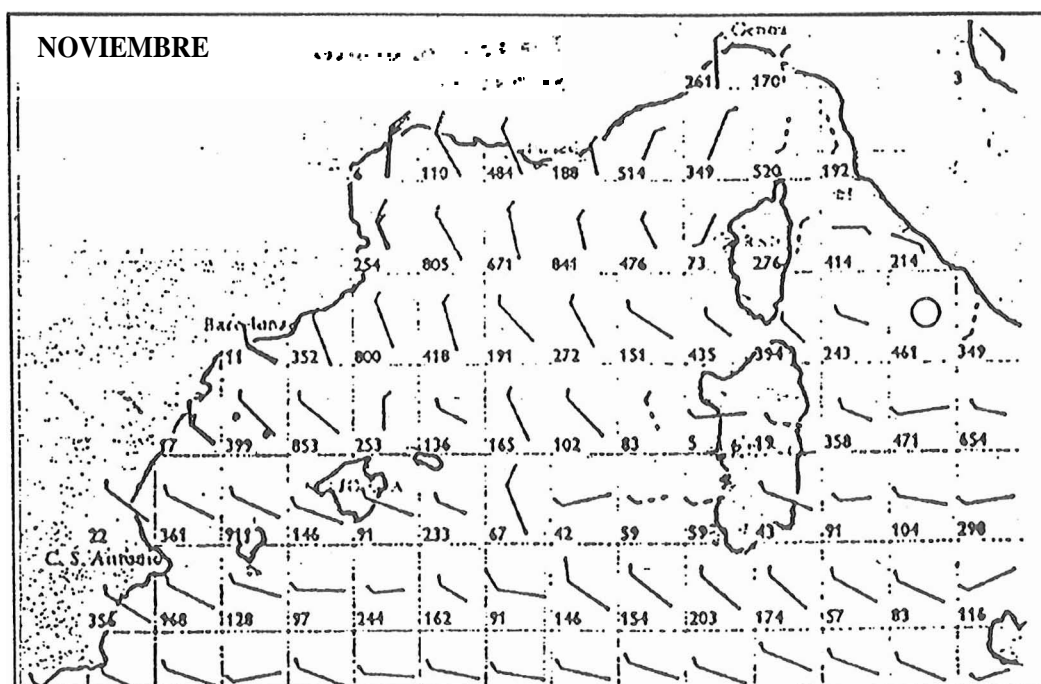 NOVIEMBRE
Genoa
261 170 3
6 110 484 188 514 349 520 192
254 805 671 841 476 73 276 414 214
Barcelona
11 352 800 418 191 272 151 435 394 243 461 349
17 399 853 253 136 165 102 83 5 19 358 471 654
22 361 911 146 91 233 67 42 59 59 43 91 104 290
C. S. Antonio
356 968 1128 97 244 162 91 146 154 203 174 57 83 116